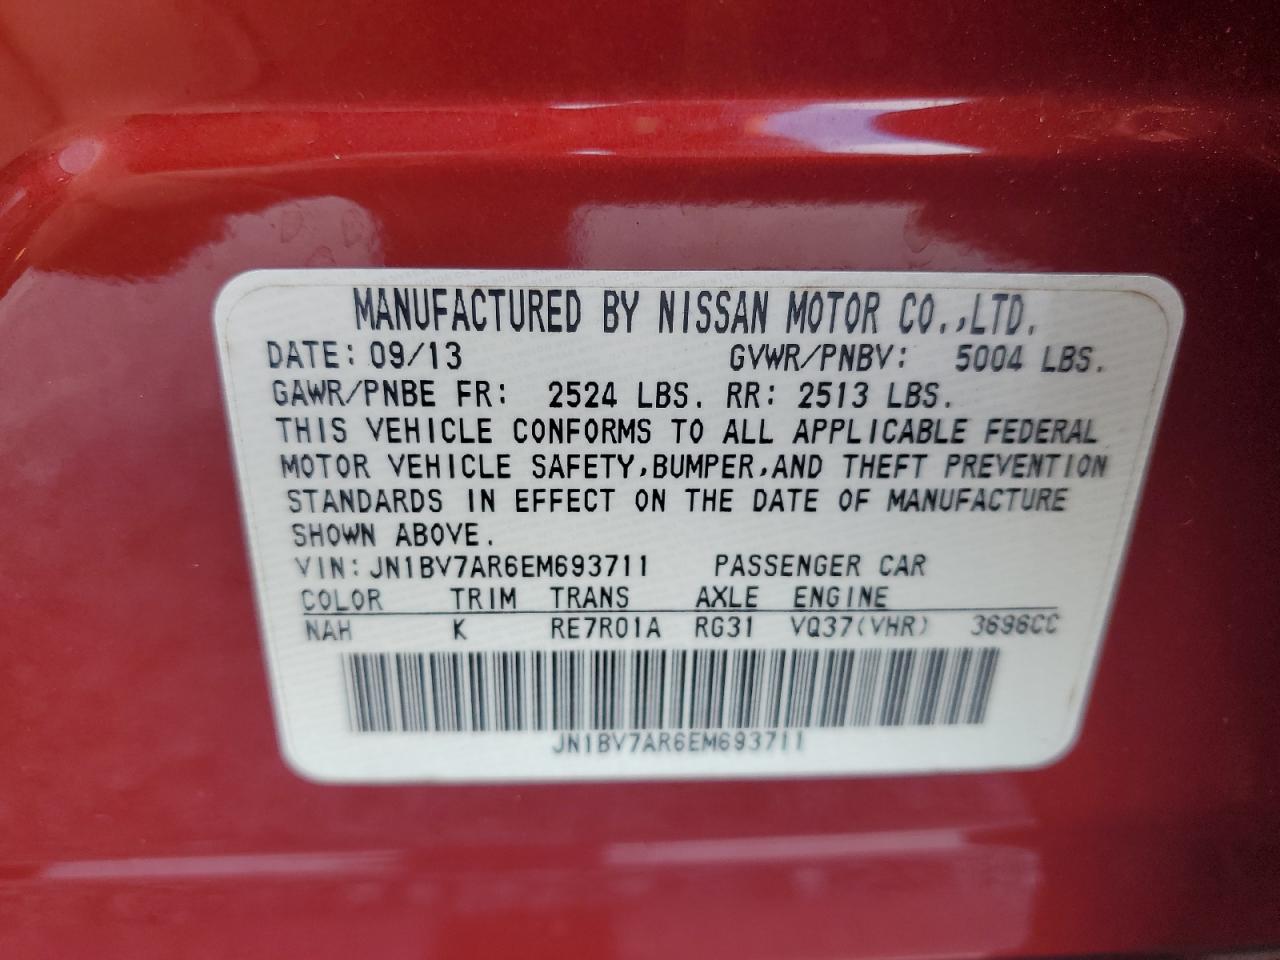 MANUFACTURED BY NISSAN MOTOR CO.,LTD.
DATE: 09/13 GVWR/PNBV: 5004 LBS.
GAWR/PNBE FR: 2524 LBS. RR: 2513 LBS.
THIS VEHICLE CONFORMS TO ALL APPLICABLE FEDERAL
MOTOR VEHICLE SAFETY,BUMPER,AND THEFT PREVENTION
STANDARDS IN EFFECT ON THE DATE OF MANUFACTURE
SHOWN ABOVE.
VIN: JN1BV7AR6EM693711 PASSENGER CAR
COLOR TRIM TRANS AXLE ENGINE
NAH K RE7R01A RG31 VQ37(VHR) 3696CC
JN1BV7AR6EM693711